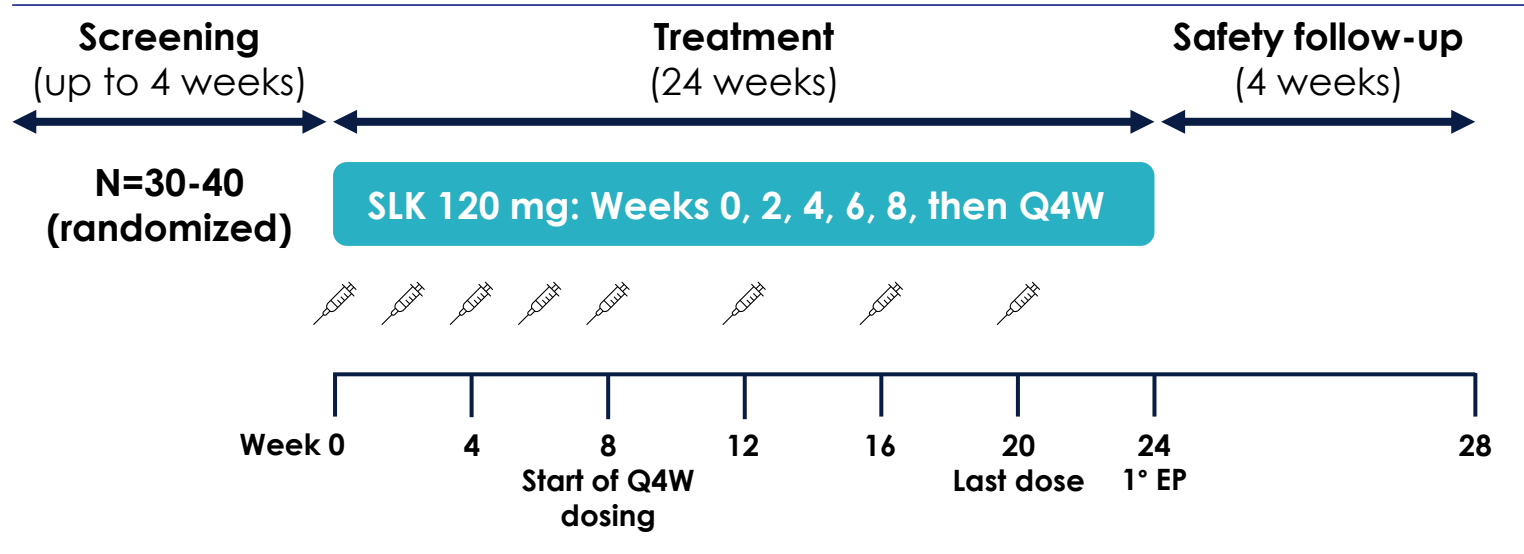 Screening
(up to 4 weeks)
Treatment
(24 weeks)
Safety follow-up
(4 weeks)
N=30-40
(randomized)
SLK 120 mg: Weeks 0, 2, 4, 6, 8, then Q4W
Week 0 4 8 12 16 20 24 28
Start of Q4W
dosing
Last dose
1° EP